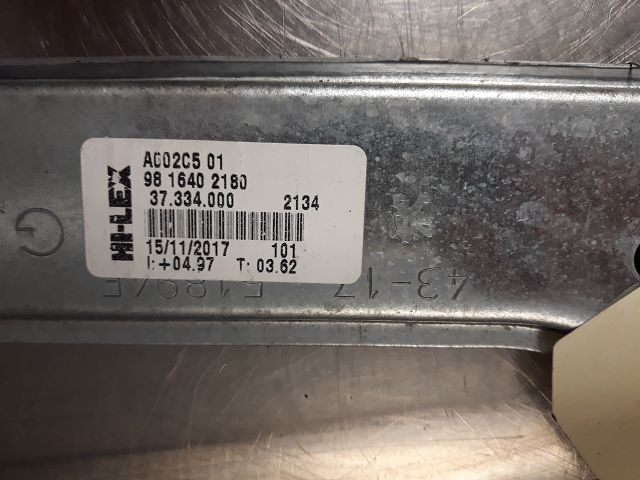 HI-LEX
A002C5 01
98 1640 2180
37.334.000 2134
15/11/2017 101
I:+04.97 T: 03.62
G
43-17